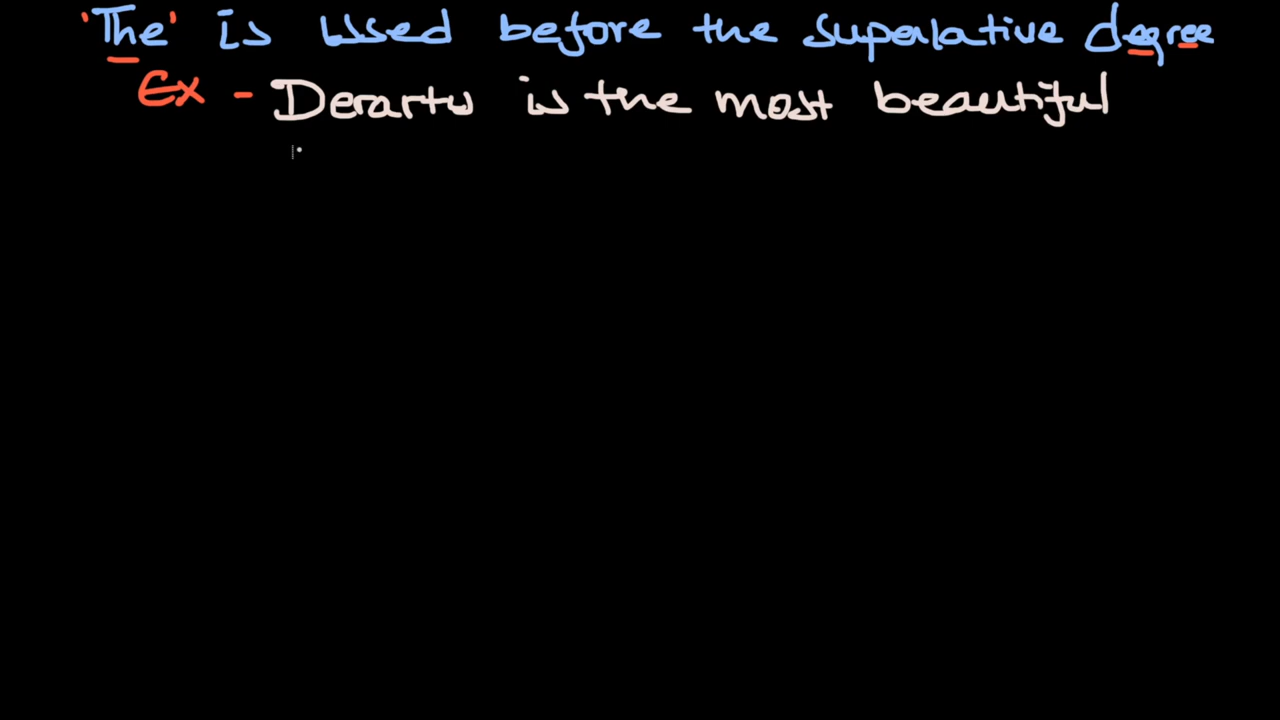 'The' is used before the superlative degree
Ex - Derartu is the most beautiful